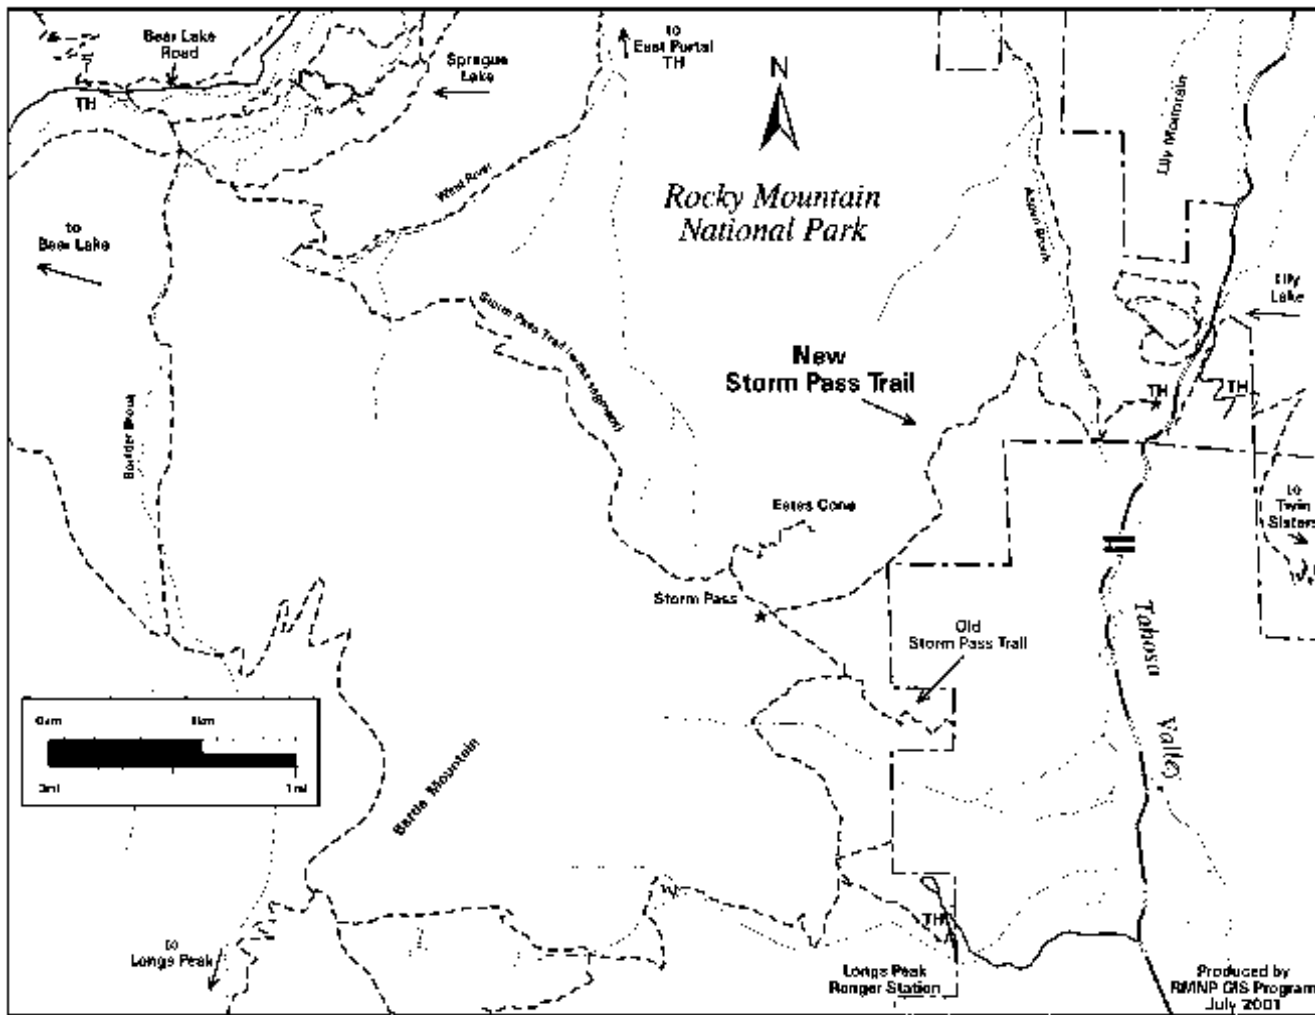 Bear Lake
Road
to
East Portal
TH
Sprague
Lake
N
Lily Mountain
TH
Wind River
Rocky Mountain
National Park
Aspen Brook
to
Bear Lake
Lily
Lake
Storm Pass Trail (west segment)
New
Storm Pass Trail
TH
TH
Boulder Brook
Estes Cone
to
Twin
Sisters
Storm Pass
Old
Storm Pass Trail
Tahosa
Valley
0km
1km
0mi
1mi
Battle Mountain
TH
to
Longs Peak
Longs Peak
Ranger Station
Produced by
RMNP GIS Program
July 2001